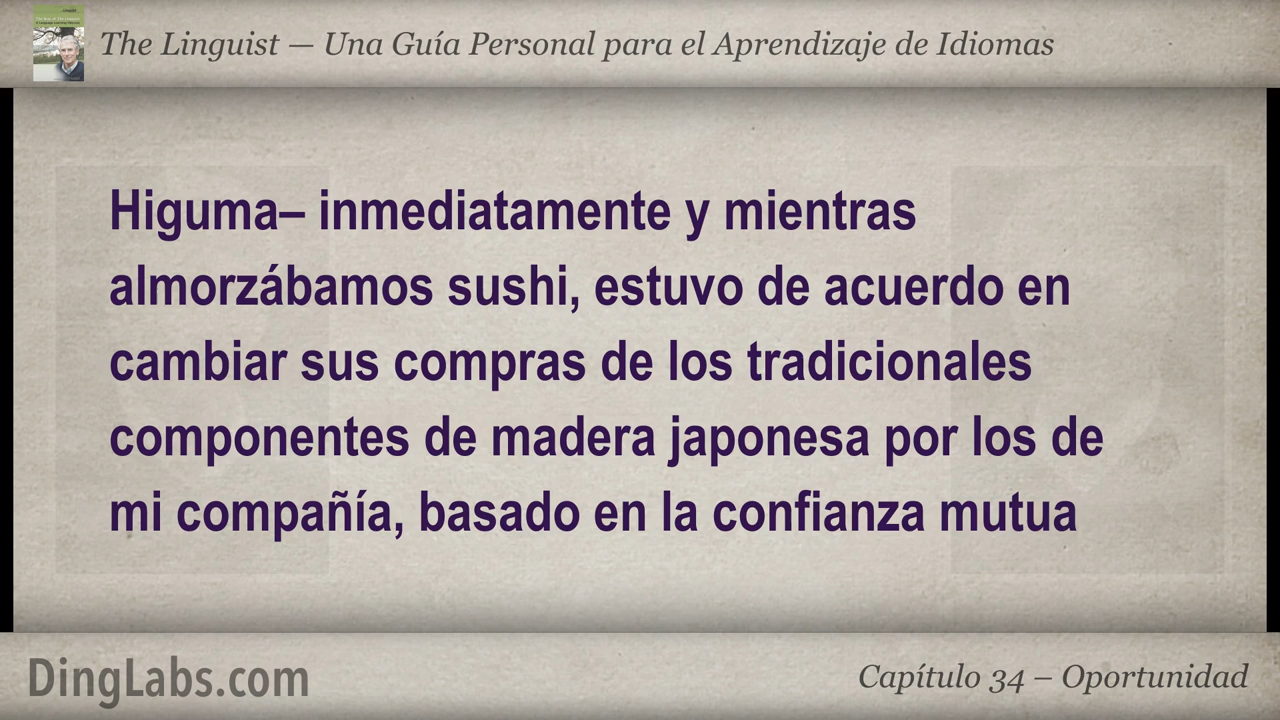 The Linguist — Una Guía Personal para el Aprendizaje de Idiomas
Higuma– inmediatamente y mientras
almorzábamos sushi, estuvo de acuerdo en
cambiar sus compras de los tradicionales
componentes de madera japonesa por los de
mi compañía, basado en la confianza mutua
DingLabs.com
Capítulo 34 – Oportunidad